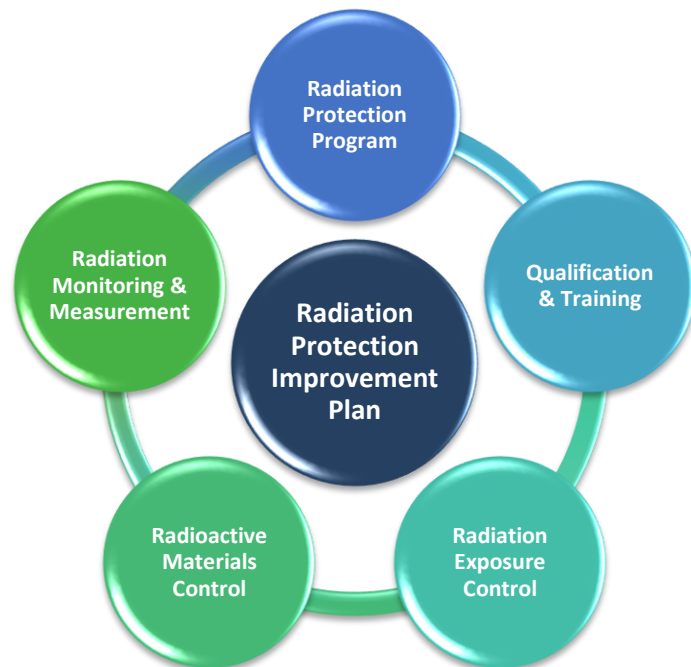 Radiation
Protection
Program
Qualification
& Training
Radiation
Exposure
Control
Radioactive
Materials
Control
Radiation
Monitoring &
Measurement
Radiation
Protection
Improvement
Plan